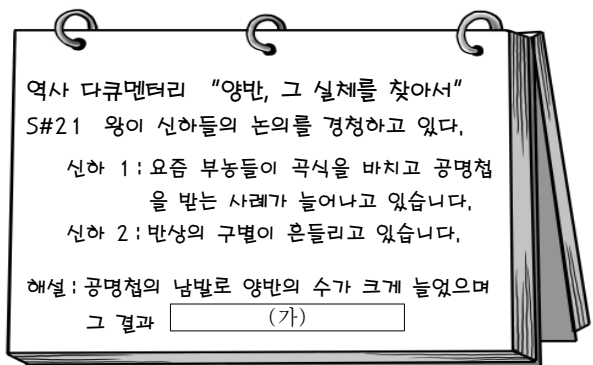 역사 다큐멘터리 "양반, 그 실체를 찾아서"
S#21 왕이 신하들의 논의를 경청하고 있다.
신하 1 : 요즘 부농들이 곡식을 바치고 공명첩
을 받는 사례가 늘어나고 있습니다.
신하 2 : 반상의 구별이 흔들리고 있습니다.
해설 : 공명첩의 남발로 양반의 수가 크게 늘었으며
그 결과 (가)